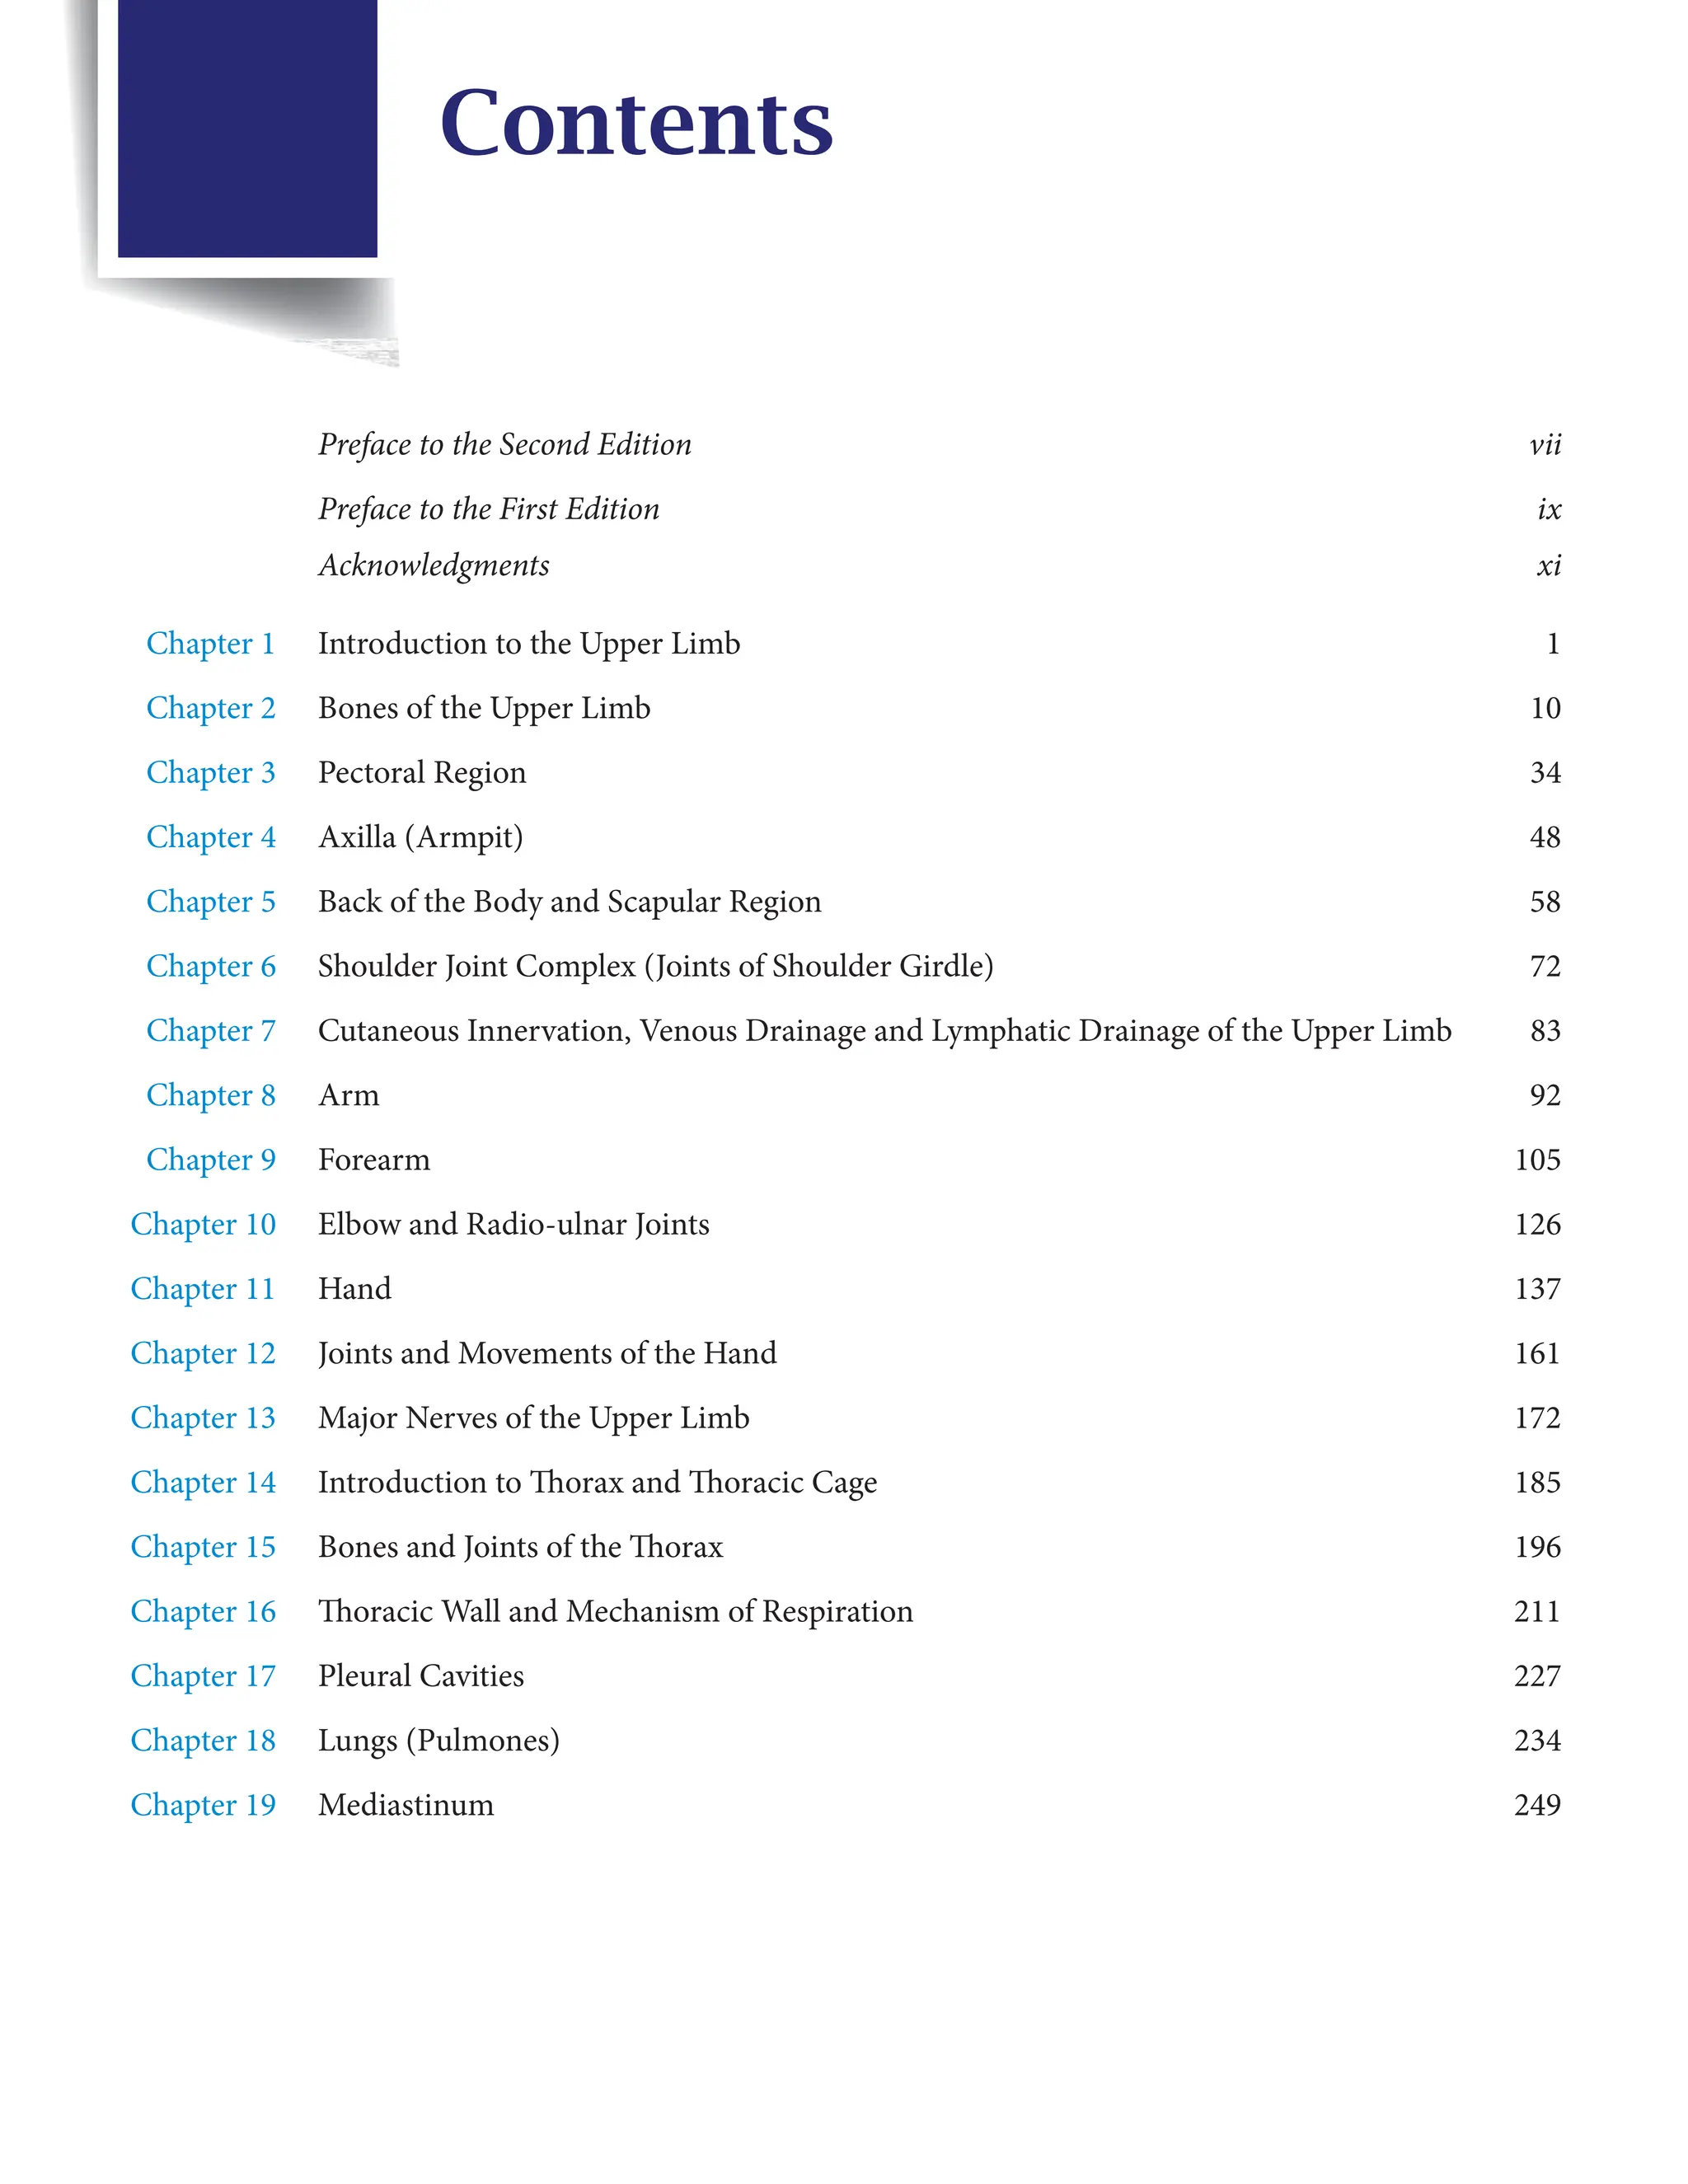 Contents
Preface to the Second Edition vii
Preface to the First Edition ix
Acknowledgments xi
Chapter 1 Introduction to the Upper Limb 1
Chapter 2 Bones of the Upper Limb 10
Chapter 3 Pectoral Region 34
Chapter 4 Axilla (Armpit) 48
Chapter 5 Back of the Body and Scapular Region 58
Chapter 6 Shoulder Joint Complex (Joints of Shoulder Girdle) 72
Chapter 7 Cutaneous Innervation, Venous Drainage and Lymphatic Drainage of the Upper Limb 83
Chapter 8 Arm 92
Chapter 9 Forearm 105
Chapter 10 Elbow and Radio-ulnar Joints 126
Chapter 11 Hand 137
Chapter 12 Joints and Movements of the Hand 161
Chapter 13 Major Nerves of the Upper Limb 172
Chapter 14 Introduction to Thorax and Thoracic Cage 185
Chapter 15 Bones and Joints of the Thorax 196
Chapter 16 Thoracic Wall and Mechanism of Respiration 211
Chapter 17 Pleural Cavities 227
Chapter 18 Lungs (Pulmones) 234
Chapter 19 Mediastinum 249